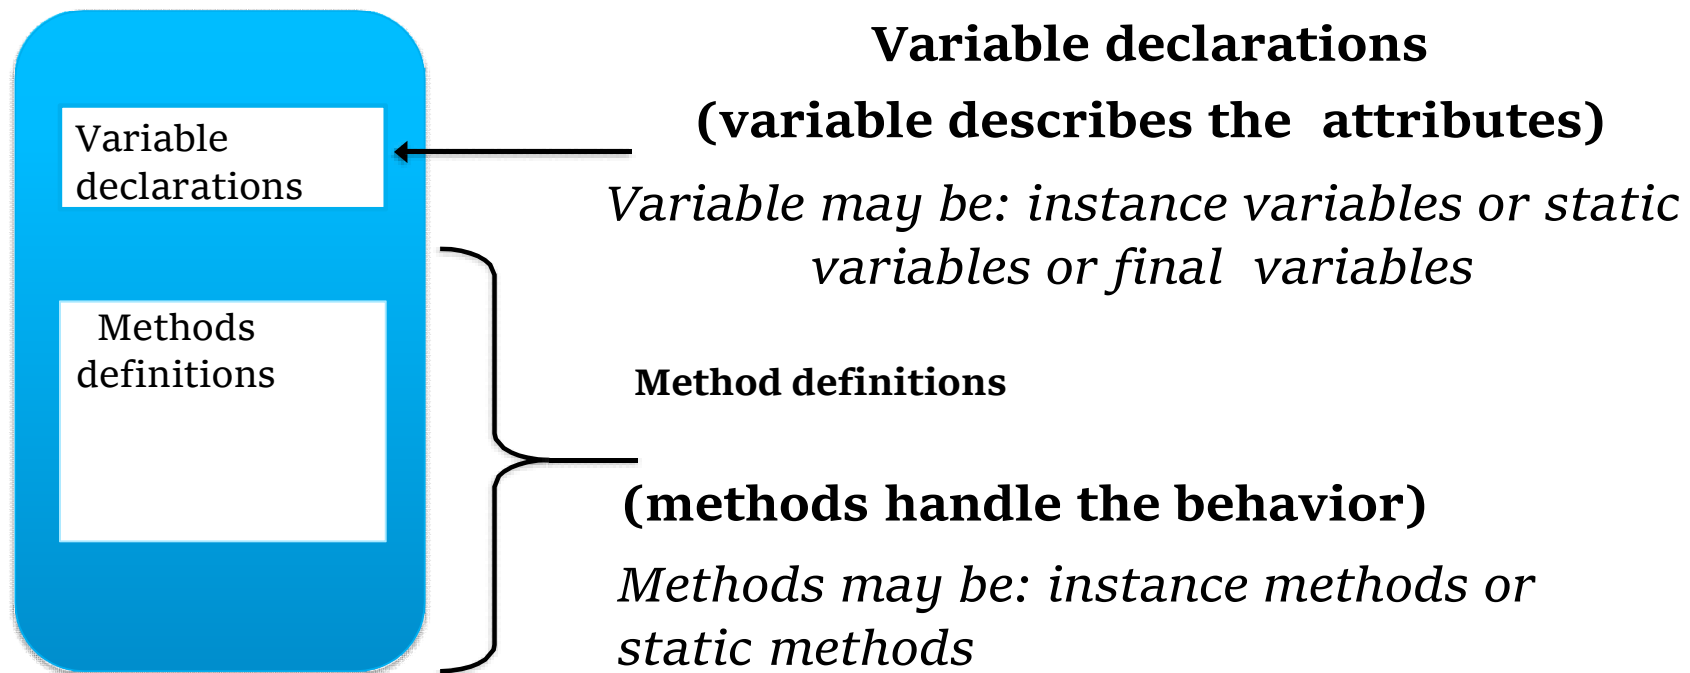 Variable
declarations
Methods
definitions
Variable declarations
(variable describes the attributes)
Variable may be: instance variables or static
variables or final variables
Method definitions
(methods handle the behavior)
Methods may be: instance methods or
static methods